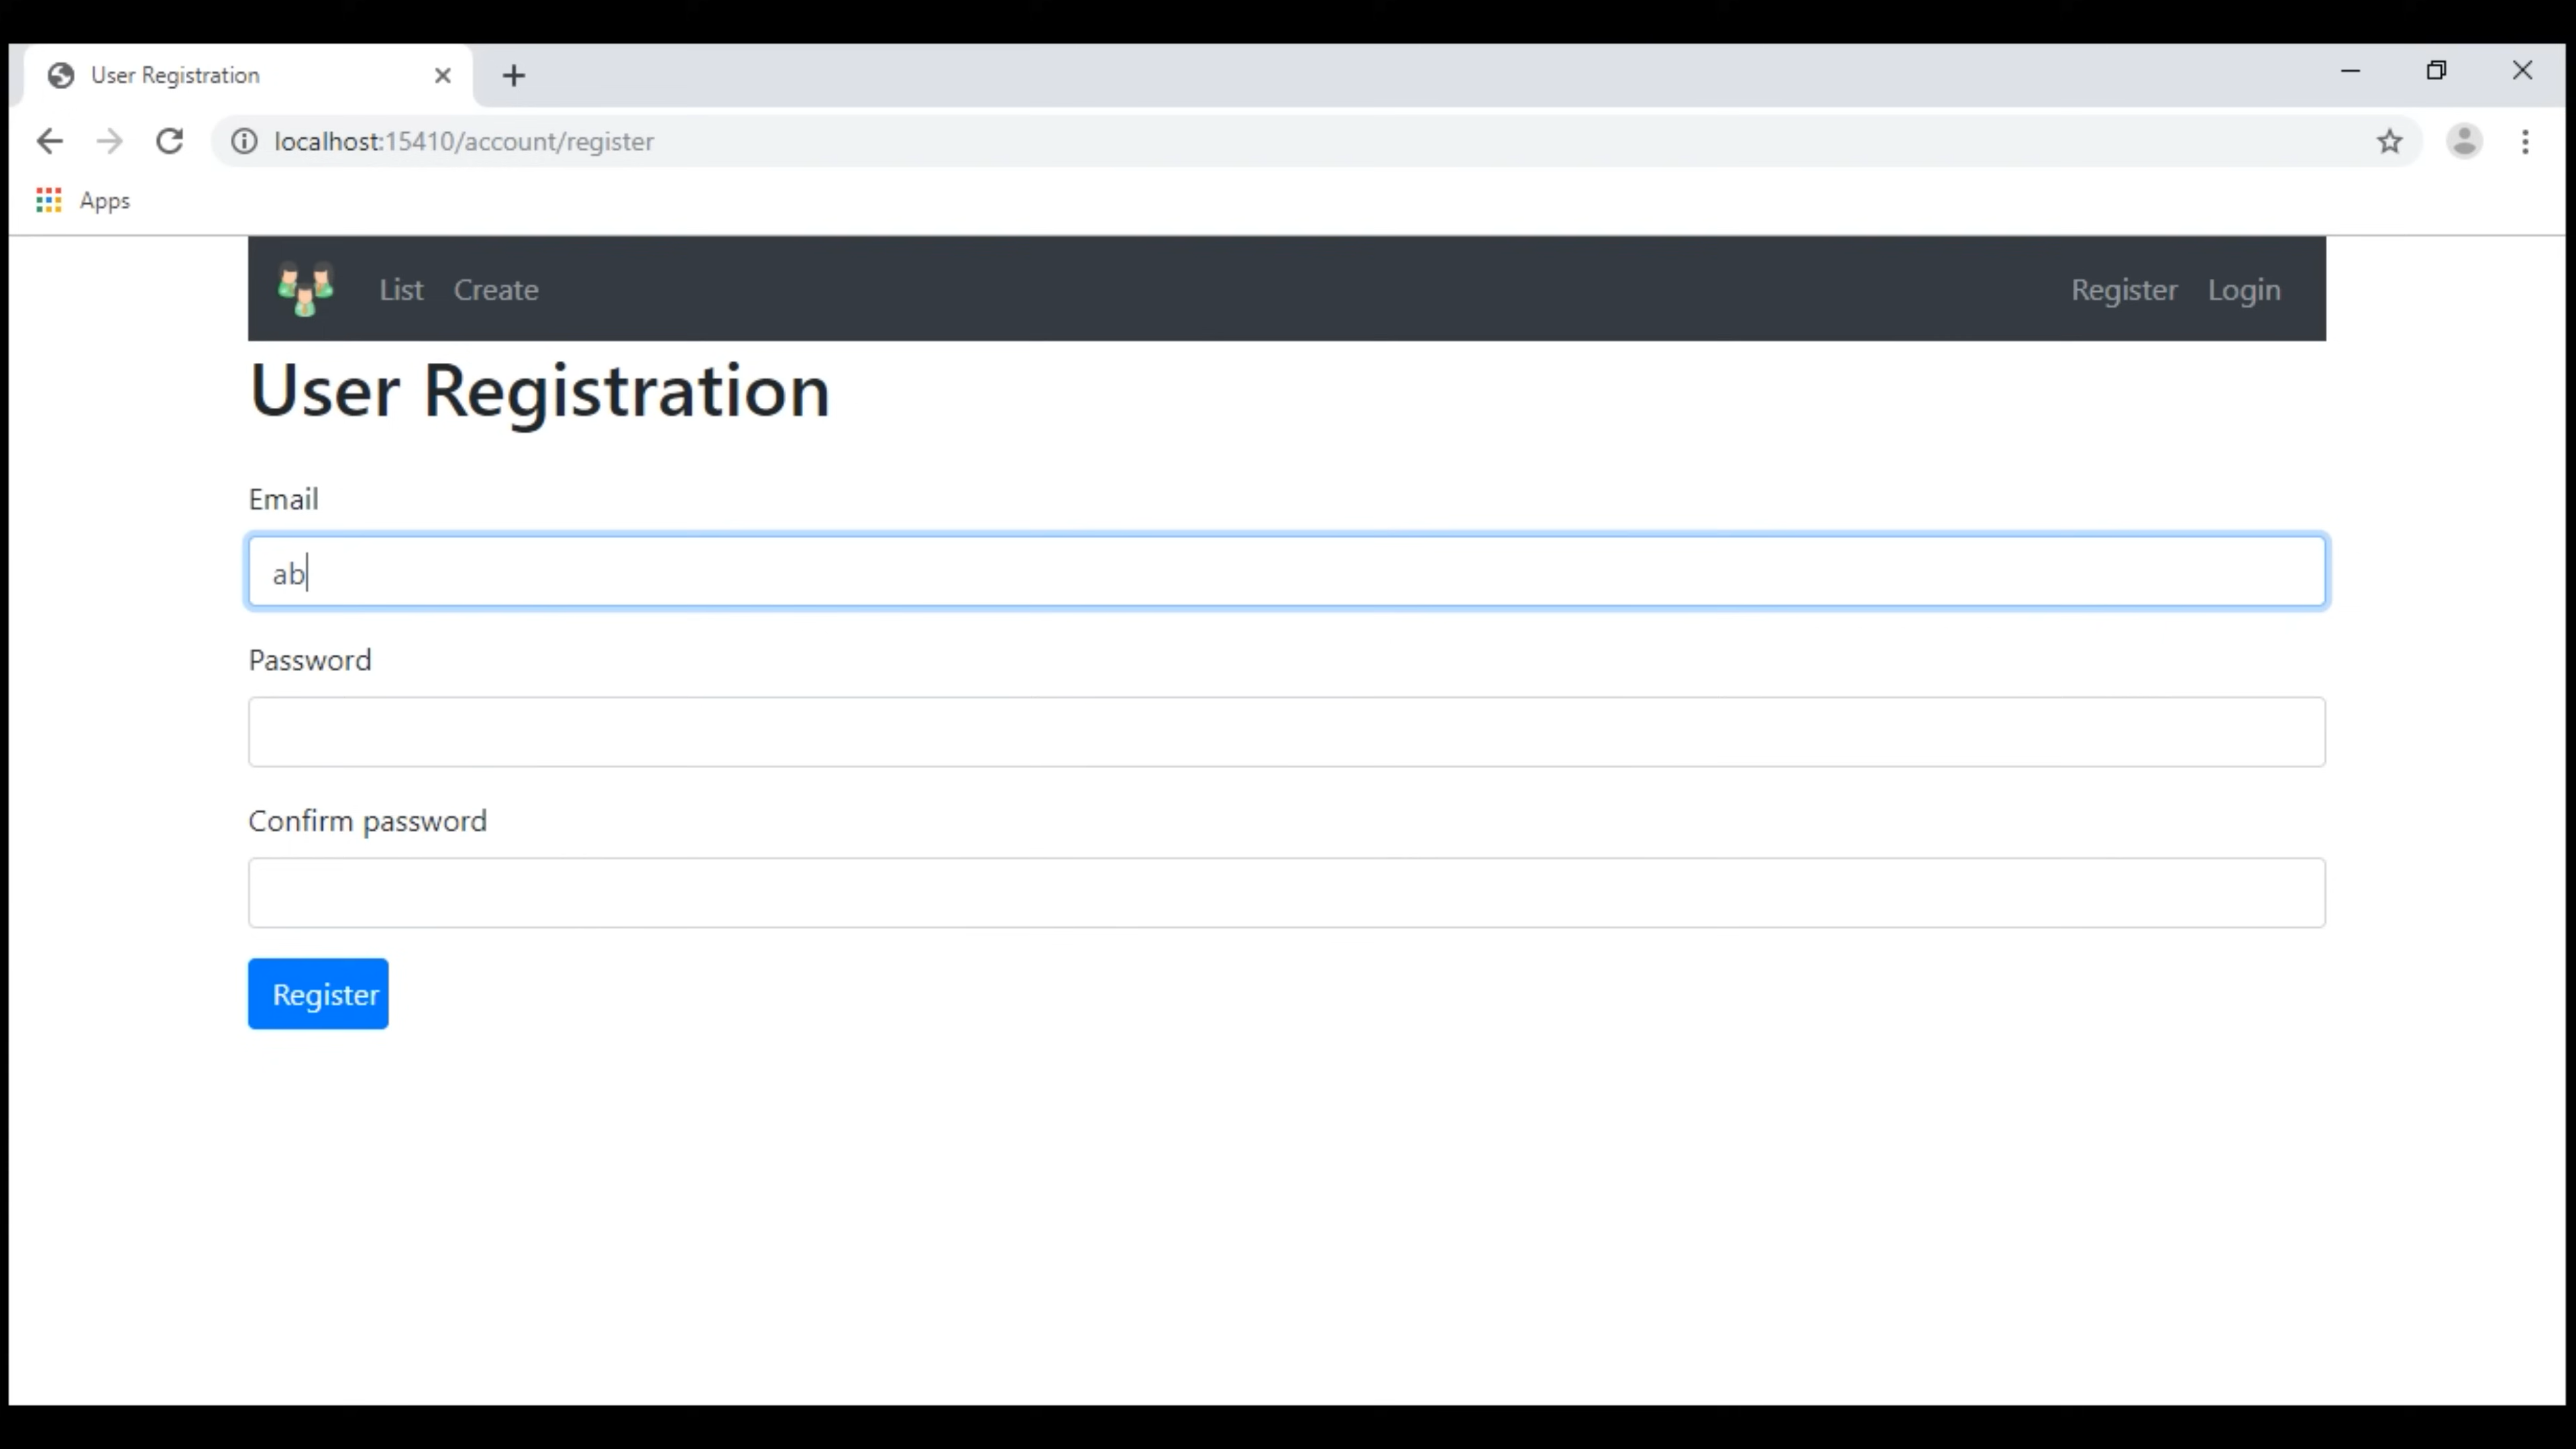 User Registration
localhost:15410/account/register
Apps
List Create Register Login
User Registration
Email
ab
Password
Confirm password
Register